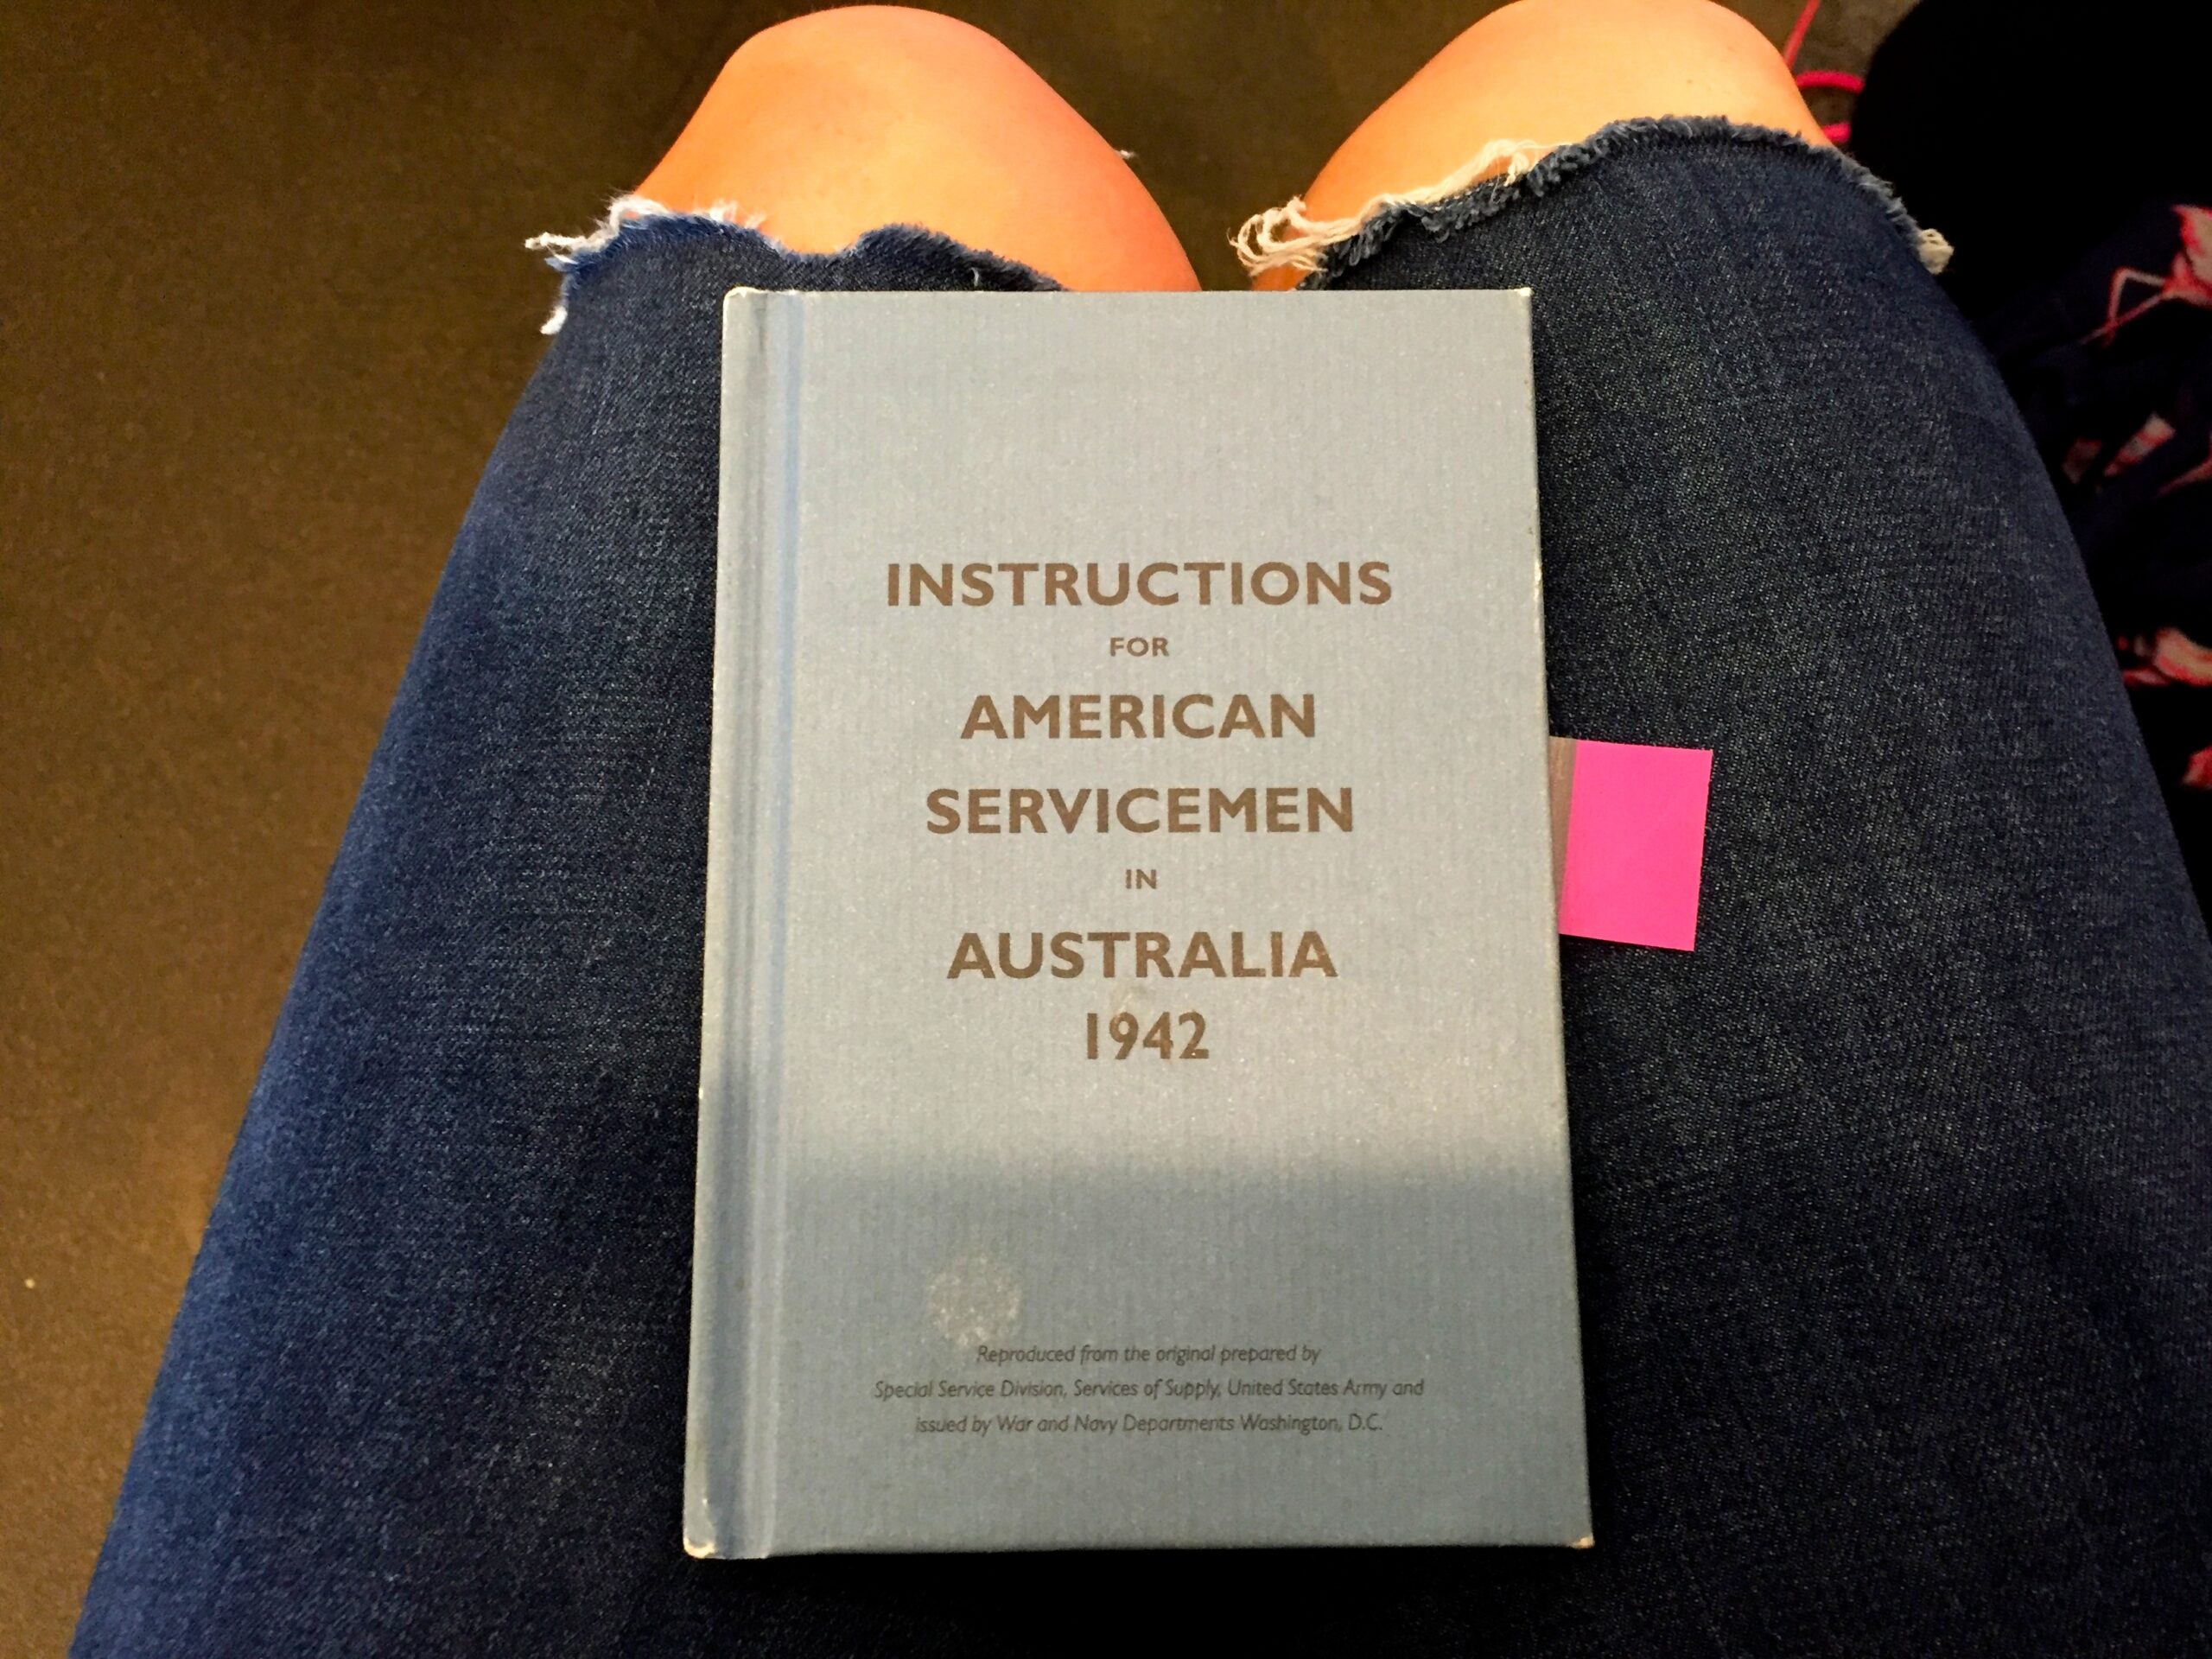 INSTRUCTIONS
FOR
AMERICAN
SERVICEMEN
IN
AUSTRALIA
1942
Reproduced from the original prepared by
Special Service Division, Services of Supply, United States Army and
issued by War and Navy Departments Washington, D.C.